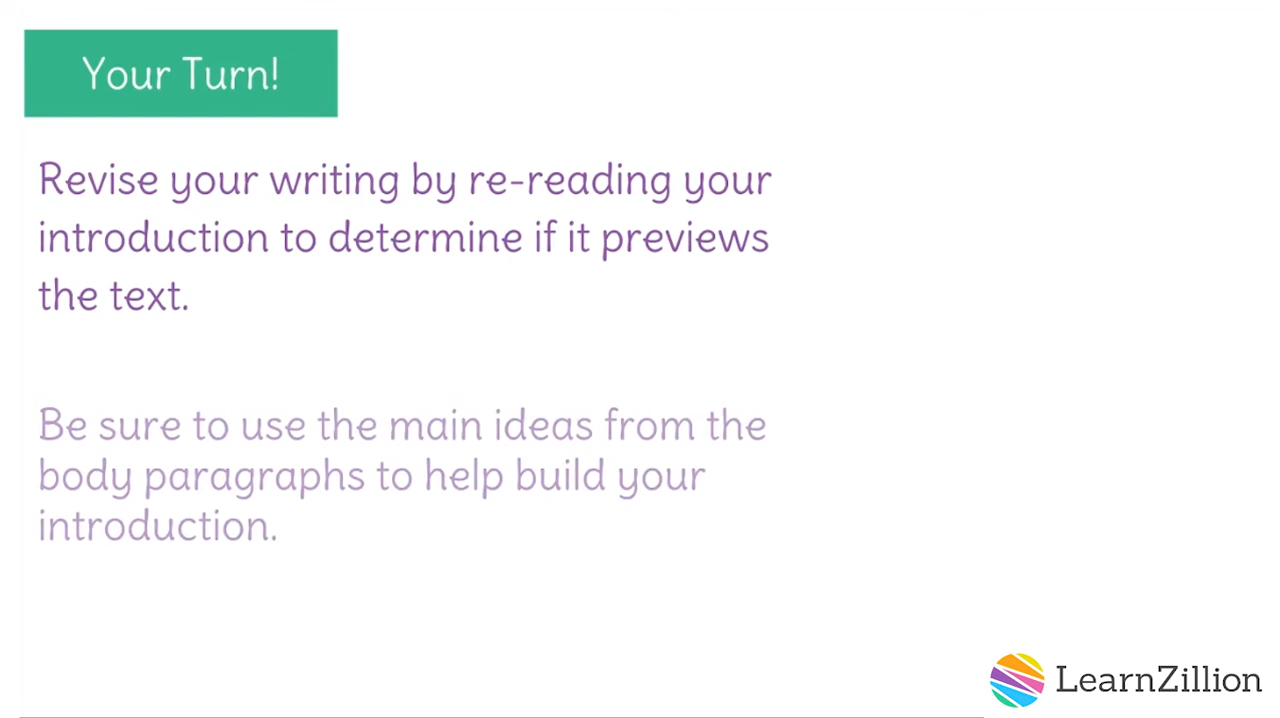 Your Turn!
Revise your writing by re-reading your
introduction to determine if it previews
the text.
Be sure to use the main ideas from the
body paragraphs to help build your
introduction.
LearnZillion